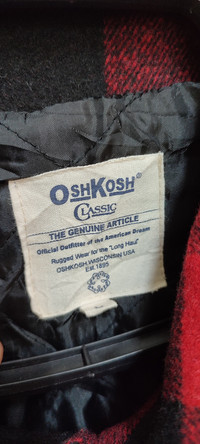 OSHKOSH
CLASSIC
THE GENUINE ARTICLE
Official Outfitter of the American Dream
Rugged Wear for the "Long Haul"
OSHKOSH, WISCONSIN USA
Est. 1895